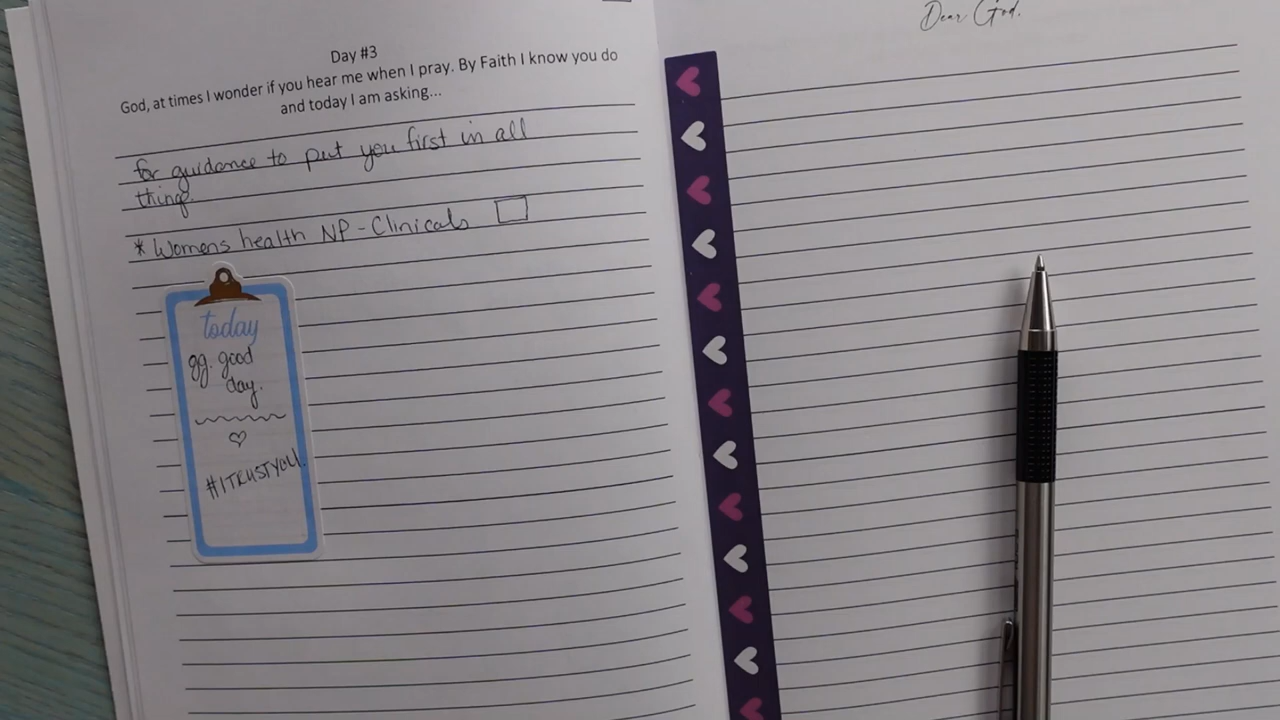 Day #3
God, at times I wonder if you hear me when I pray. By Faith I know you do
and today I am asking...
for guidance to put you first in all
things.
* Womens health NP - Clinicals
today
gg. good
day.
#ITRUSTYOU.
Dear God,